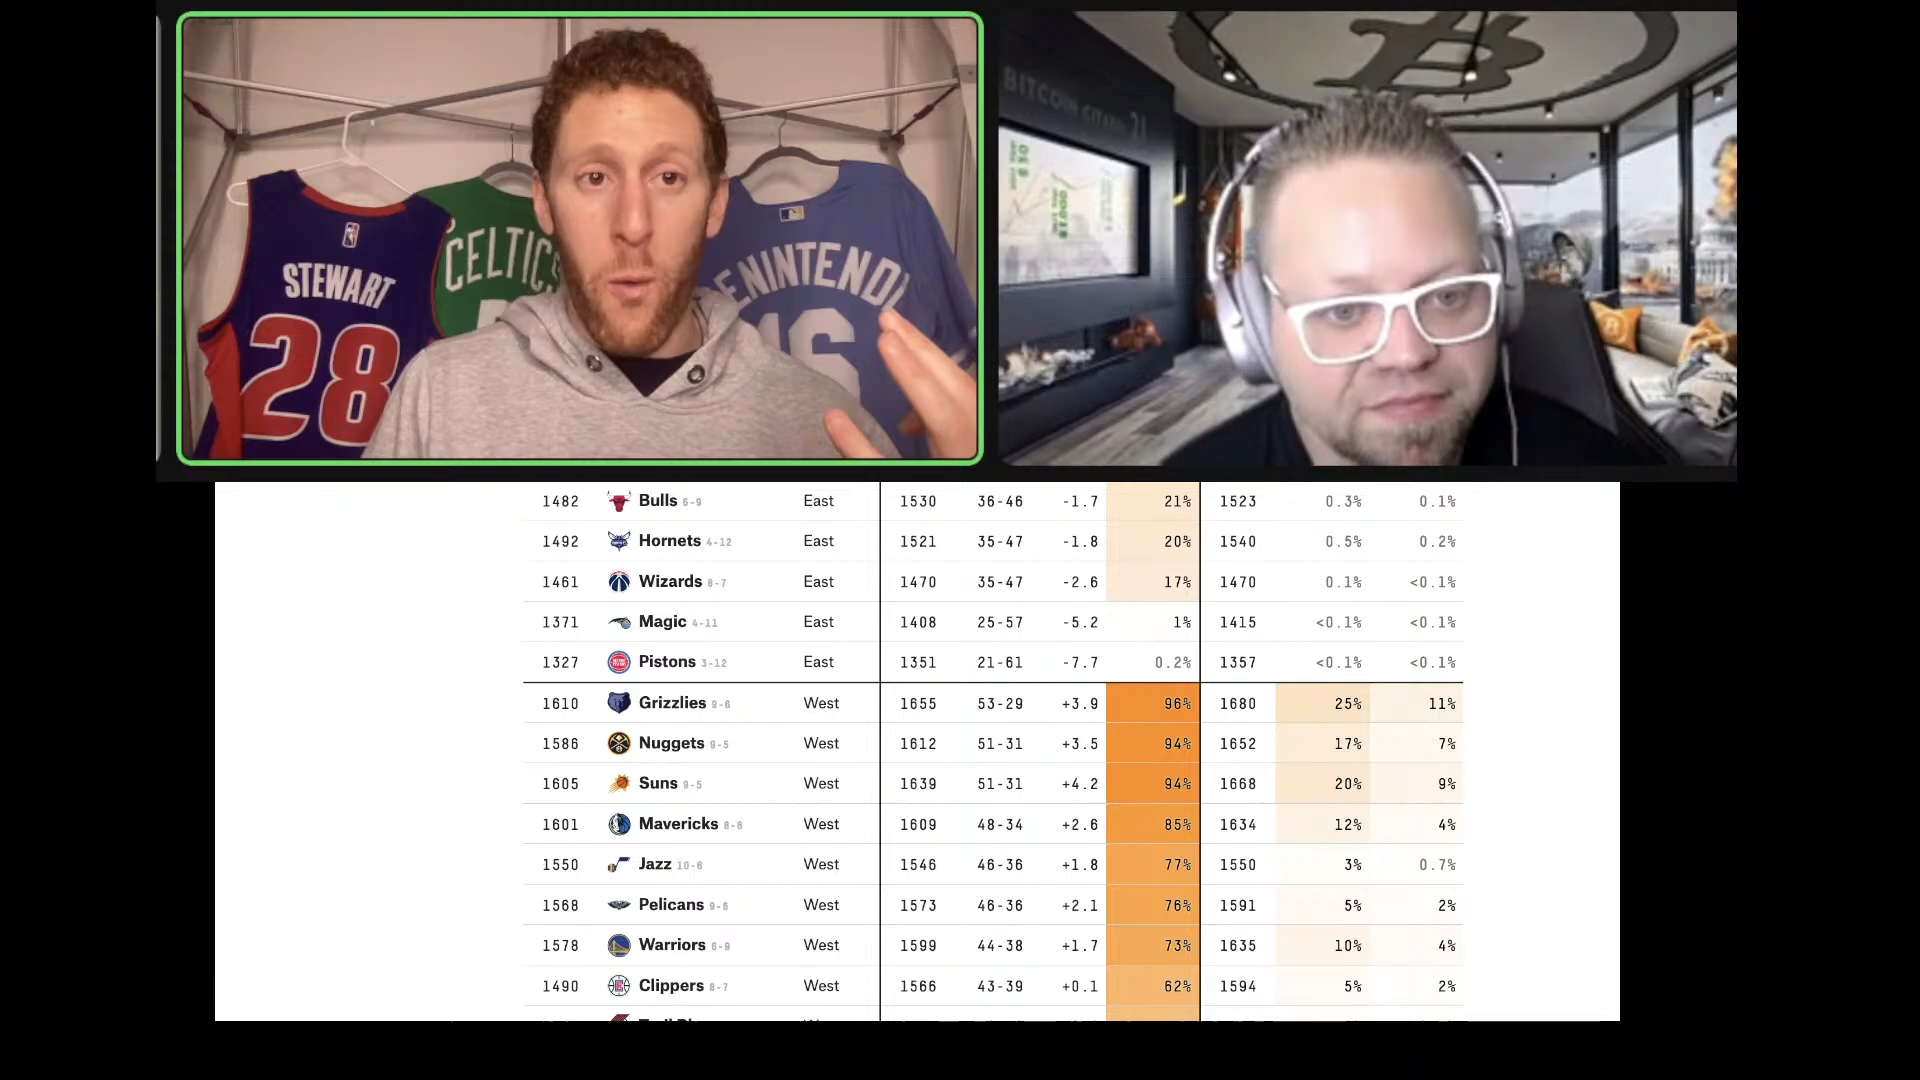 STEWART
28
CELTICS
ENINTENDI
16
BITCOIN CITADEL 21
1482 Bulls 6-9 East 1530 36-46 -1.7 21% 1523 0.3% 0.1%
1492 Hornets 4-12 East 1521 35-47 -1.8 20% 1540 0.5% 0.2%
1461 Wizards 8-7 East 1470 35-47 -2.6 17% 1470 0.1% <0.1%
1371 Magic 4-11 East 1408 25-57 -5.2 1% 1415 <0.1% <0.1%
1327 Pistons 3-12 East 1351 21-61 -7.7 0.2% 1357 <0.1% <0.1%
1610 Grizzlies 9-6 West 1655 53-29 +3.9 96% 1680 25% 11%
1586 Nuggets 9-5 West 1612 51-31 +3.5 94% 1652 17% 7%
1605 Suns 9-5 West 1639 51-31 +4.2 94% 1668 20% 9%
1601 Mavericks 8-6 West 1609 48-34 +2.6 85% 1634 12% 4%
1550 Jazz 10-6 West 1546 46-36 +1.8 77% 1550 3% 0.7%
1568 Pelicans 9-6 West 1573 46-36 +2.1 76% 1591 5% 2%
1578 Warriors 6-9 West 1599 44-38 +1.7 73% 1635 10% 4%
1490 Clippers 8-7 West 1566 43-39 +0.1 62% 1594 5% 2%